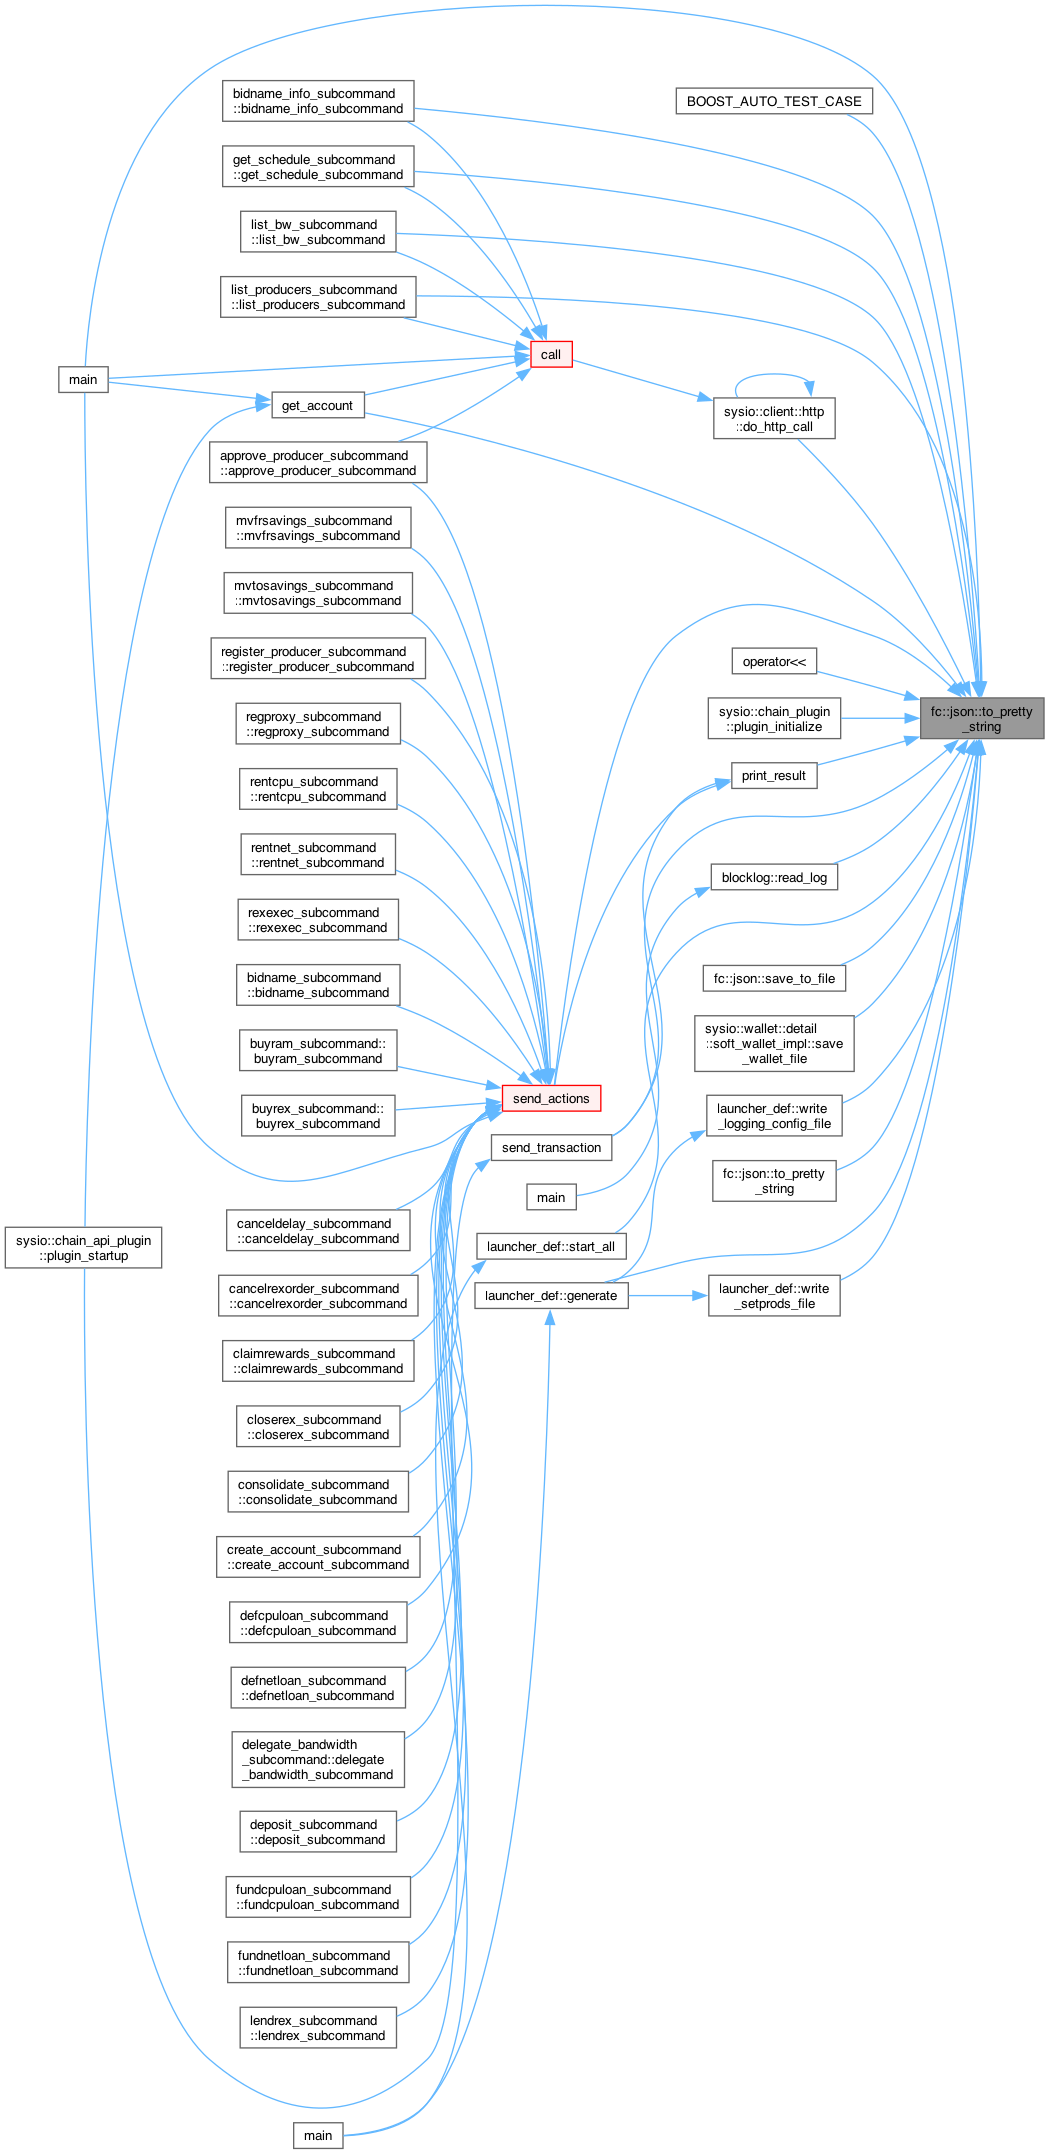 bidname_info_subcommand
::bidname_info_subcommand
BOOST_AUTO_TEST_CASE
get_schedule_subcommand
::get_schedule_subcommand
list_bw_subcommand
::list_bw_subcommand
list_producers_subcommand
::list_producers_subcommand
call
main
get_account
sysio::client::http
::do_http_call
approve_producer_subcommand
::approve_producer_subcommand
mvfrsavings_subcommand
::mvfrsavings_subcommand
mvtosavings_subcommand
::mvtosavings_subcommand
register_producer_subcommand
::register_producer_subcommand
operator<<
regproxy_subcommand
::regproxy_subcommand
sysio::chain_plugin
::plugin_initialize
fc::json::to_pretty
_string
rentcpu_subcommand
::rentcpu_subcommand
print_result
rentnet_subcommand
::rentnet_subcommand
blocklog::read_log
rexexec_subcommand
::rexexec_subcommand
bidname_subcommand
::bidname_subcommand
fc::json::save_to_file
buyram_subcommand::
buyram_subcommand
sysio::wallet::detail
::soft_wallet_impl::save
_wallet_file
buyrex_subcommand::
buyrex_subcommand
send_actions
launcher_def::write
_logging_config_file
send_transaction
fc::json::to_pretty
_string
main
canceldelay_subcommand
::canceldelay_subcommand
sysio::chain_api_plugin
::plugin_startup
launcher_def::start_all
cancelrexorder_subcommand
::cancelrexorder_subcommand
launcher_def::generate
launcher_def::write
_setprods_file
claimrewards_subcommand
::claimrewards_subcommand
closerex_subcommand
::closerex_subcommand
consolidate_subcommand
::consolidate_subcommand
create_account_subcommand
::create_account_subcommand
defcpuloan_subcommand
::defcpuloan_subcommand
defnetloan_subcommand
::defnetloan_subcommand
delegate_bandwidth
_subcommand::delegate
_bandwidth_subcommand
deposit_subcommand
::deposit_subcommand
fundcpuloan_subcommand
::fundcpuloan_subcommand
fundnetloan_subcommand
::fundnetloan_subcommand
lendrex_subcommand
::lendrex_subcommand
main